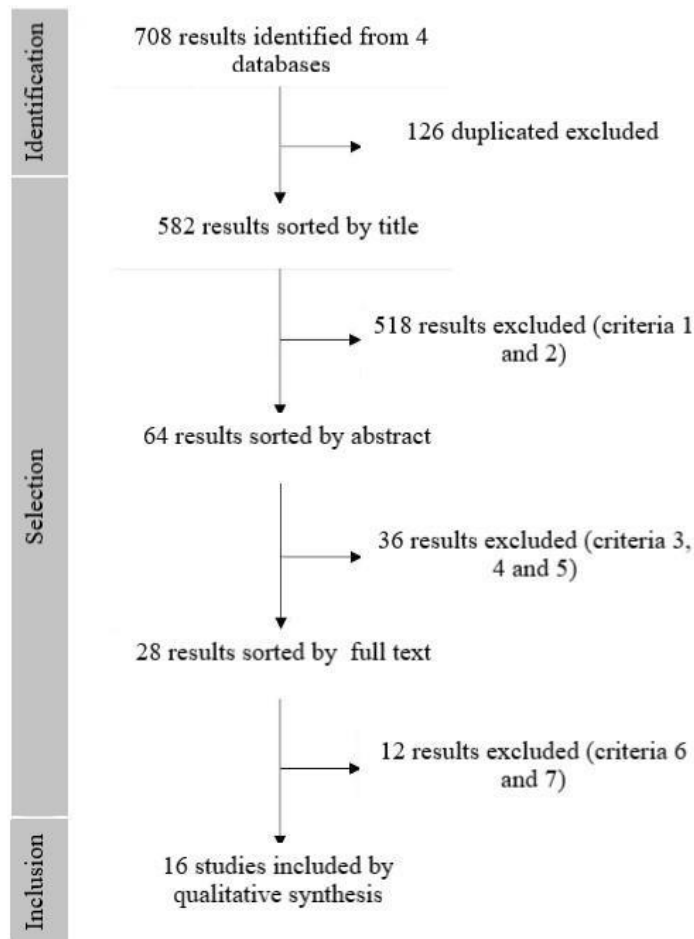 Identification
708 results identified from 4
databases
126 duplicated excluded
Selection
582 results sorted by title
518 results excluded (criteria 1
and 2)
64 results sorted by abstract
36 results excluded (criteria 3,
4 and 5)
28 results sorted by full text
12 results excluded (criteria 6
and 7)
Inclusion
16 studies included by
qualitative synthesis